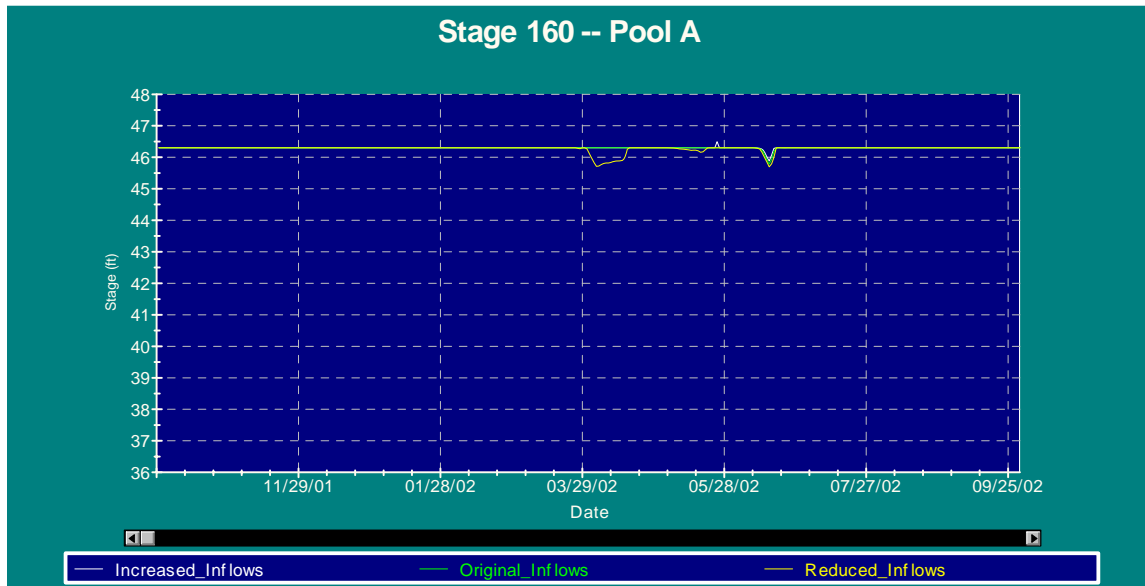 Stage 160 -- Pool A
48
47
46
45
44
43
42
41
40
39
38
37
36
Stage (ft)
11/29/01 01/28/02 03/29/02 05/28/02 07/27/02 09/25/02
Date
Increased_Inflows Original_Inflows Reduced_Inflows